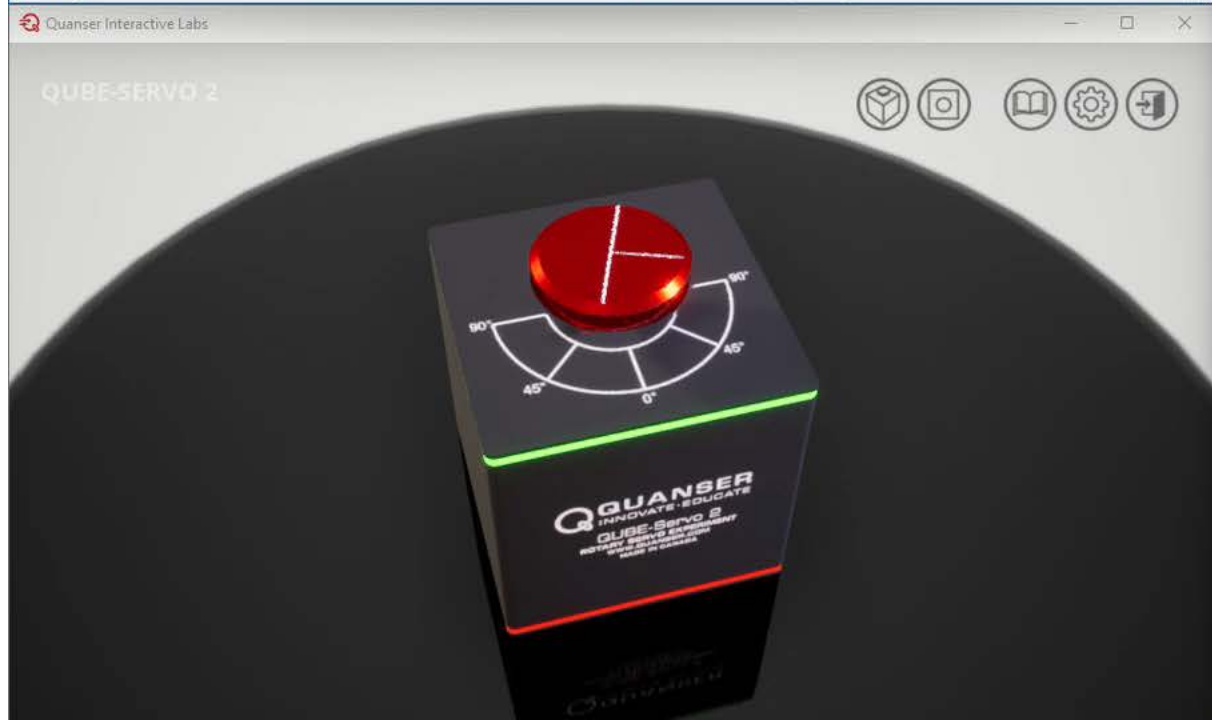 Quanser Interactive Labs
QUBE-SERVO 2
90°
90°
45°
45°
0°
QUANSER
INNOVATE·EDUCATE
QUBE-Servo 2
ROTARY SERVO EXPERIMENT
WWW.QUANSER.COM
MADE IN CANADA